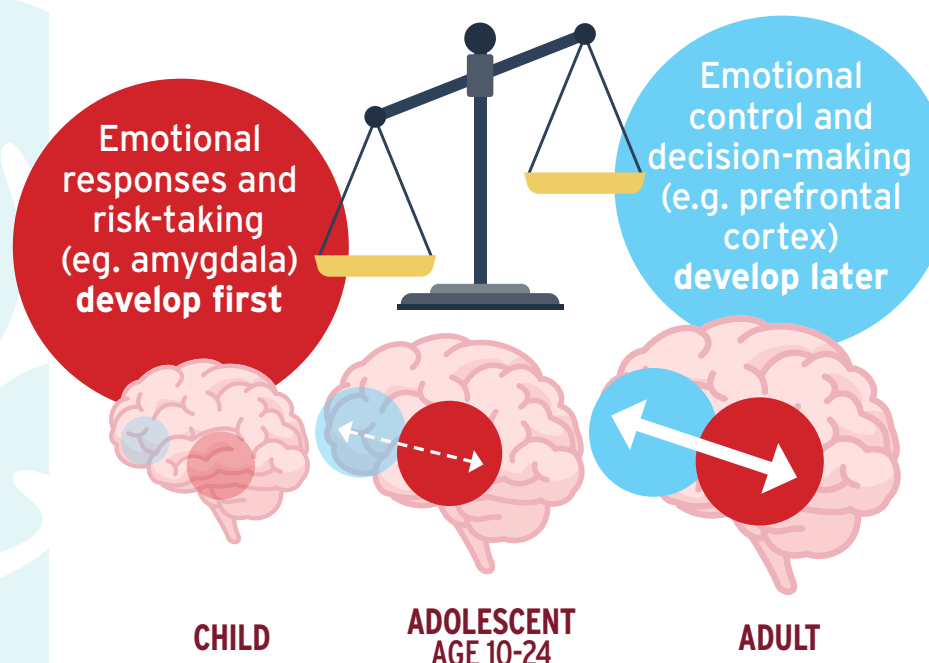 Emotional
responses and
risk-taking
(eg. amygdala)
develop first
Emotional
control and
decision-making
(e.g. prefrontal
cortex)
develop later
CHILD
ADOLESCENT
AGE 10-24
ADULT